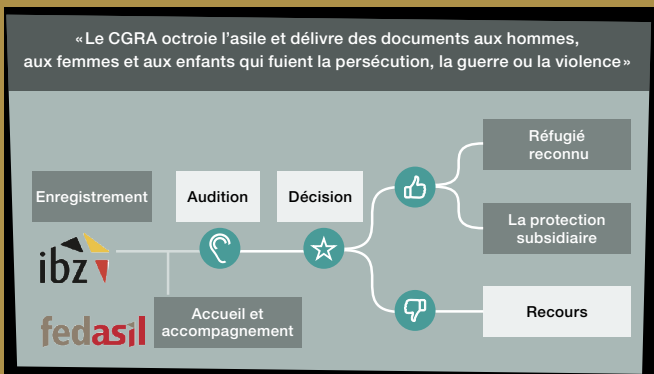 «Le CGRA octroie l’asile et délivre des documents aux hommes,
aux femmes et aux enfants qui fuient la persécution, la guerre ou la violence»
Réfugié
reconnu
Enregistrement
Audition
Décision
La protection
subsidiaire
ibz
Accueil et
accompagnement
Recours
fedasil